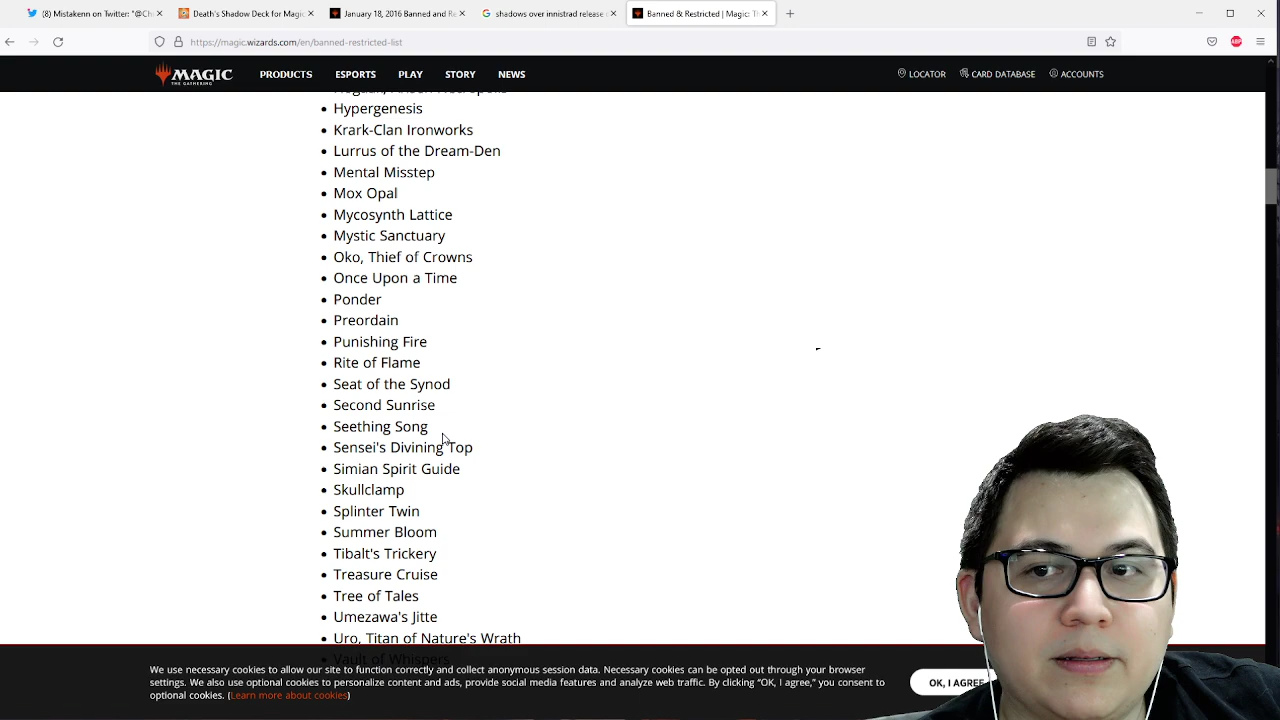 (8) Mistakenn on Twitter: "@Ch
Death's Shadow Deck for Magic
January 18, 2016 Banned and Re
shadows over innistrad release d
Banned & Restricted | Magic: Th
https://magic.wizards.com/en/banned-restricted-list
MAGIC
THE GATHERING
PRODUCTS
ESPORTS
PLAY
STORY
NEWS
LOCATOR
CARD DATABASE
ACCOUNTS
Hypergenesis
Krark-Clan Ironworks
Lurrus of the Dream-Den
Mental Misstep
Mox Opal
Mycosynth Lattice
Mystic Sanctuary
Oko, Thief of Crowns
Once Upon a Time
Ponder
Preordain
Punishing Fire
Rite of Flame
Seat of the Synod
Second Sunrise
Seething Song
Sensei's Divining Top
Simian Spirit Guide
Skullclamp
Splinter Twin
Summer Bloom
Tibalt's Trickery
Treasure Cruise
Tree of Tales
Umezawa's Jitte
Uro, Titan of Nature's Wrath
Vault of Whispers
We use necessary cookies to allow our site to function correctly and collect anonymous session data. Necessary cookies can be opted out through your browser
settings. We also use optional cookies to personalize content and ads, provide social media features and analyze web traffic. By clicking "OK, I agree," you consent to
optional cookies. (Learn more about cookies)
OK, I AGREE
ABP